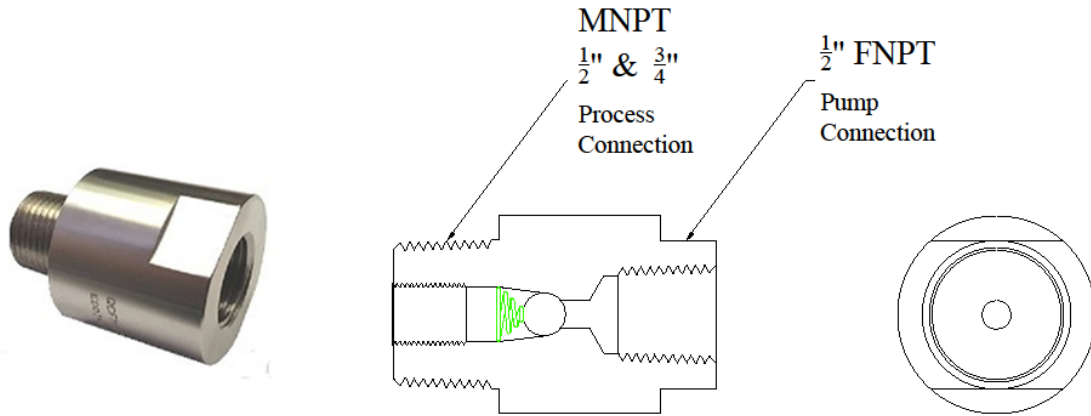 MNPT
1/2" & 3/4"
Process
Connection
1/2" FNPT
Pump
Connection